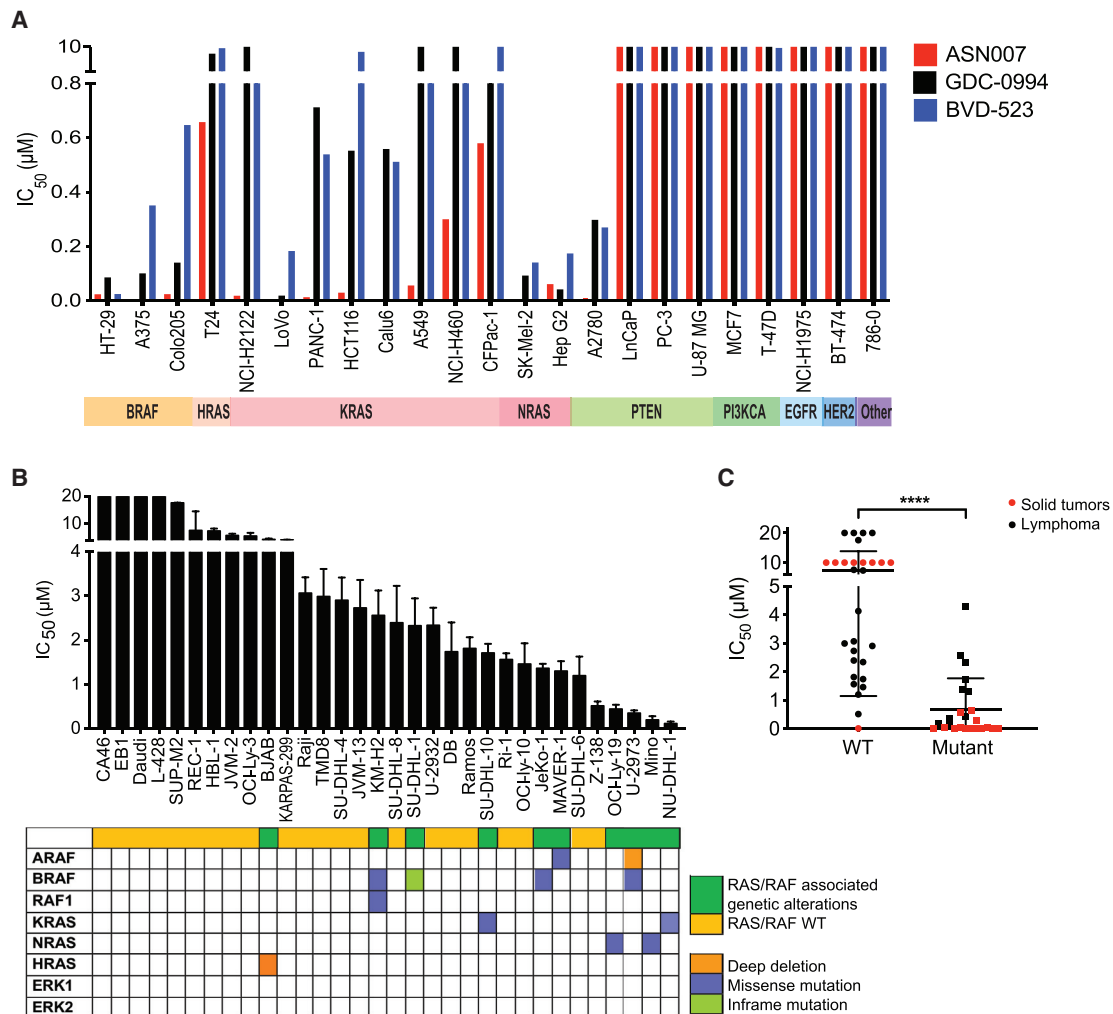 A
IC50 (µM)
10
0.8
0.6
0.4
0.2
0.0
ASN007
GDC-0994
BVD-523
HT-29
A375
Colo205
T24
NCI-H2122
LoVo
PANC-1
HCT116
Calu6
A549
NCI-H460
CFPac-1
SK-Mel-2
Hep G2
A2780
LnCaP
PC-3
U-87 MG
MCF7
T-47D
NCI-H1975
BT-474
786-0
BRAF HRAS KRAS NRAS PTEN PI3KCA EGFR HER2 Other
B
IC50 (µM)
20
10
4
3
2
1
0
CA46
EB1
Daudi
L-428
SUP-M2
REC-1
HBL-1
JVM-2
OCI-Ly-3
BJAB
KARPAS-299
Raji
TMD8
SU-DHL-4
JVM-13
KM-H2
SU-DHL-8
SU-DHL-1
U-2932
DB
Ramos
SU-DHL-10
Ri-1
OCI-ly-10
JeKo-1
MAVER-1
SU-DHL-6
Z-138
OCI-Ly-19
U-2973
Mino
NU-DHL-1
ARAF
BRAF
RAF1
KRAS
NRAS
HRAS
ERK1
ERK2
RAS/RAF associated
genetic alterations
RAS/RAF WT
Deep deletion
Missense mutation
Inframe mutation
C
****
Solid tumors
Lymphoma
IC50 (µM)
20
10
5
4
3
2
1
0
WT
Mutant